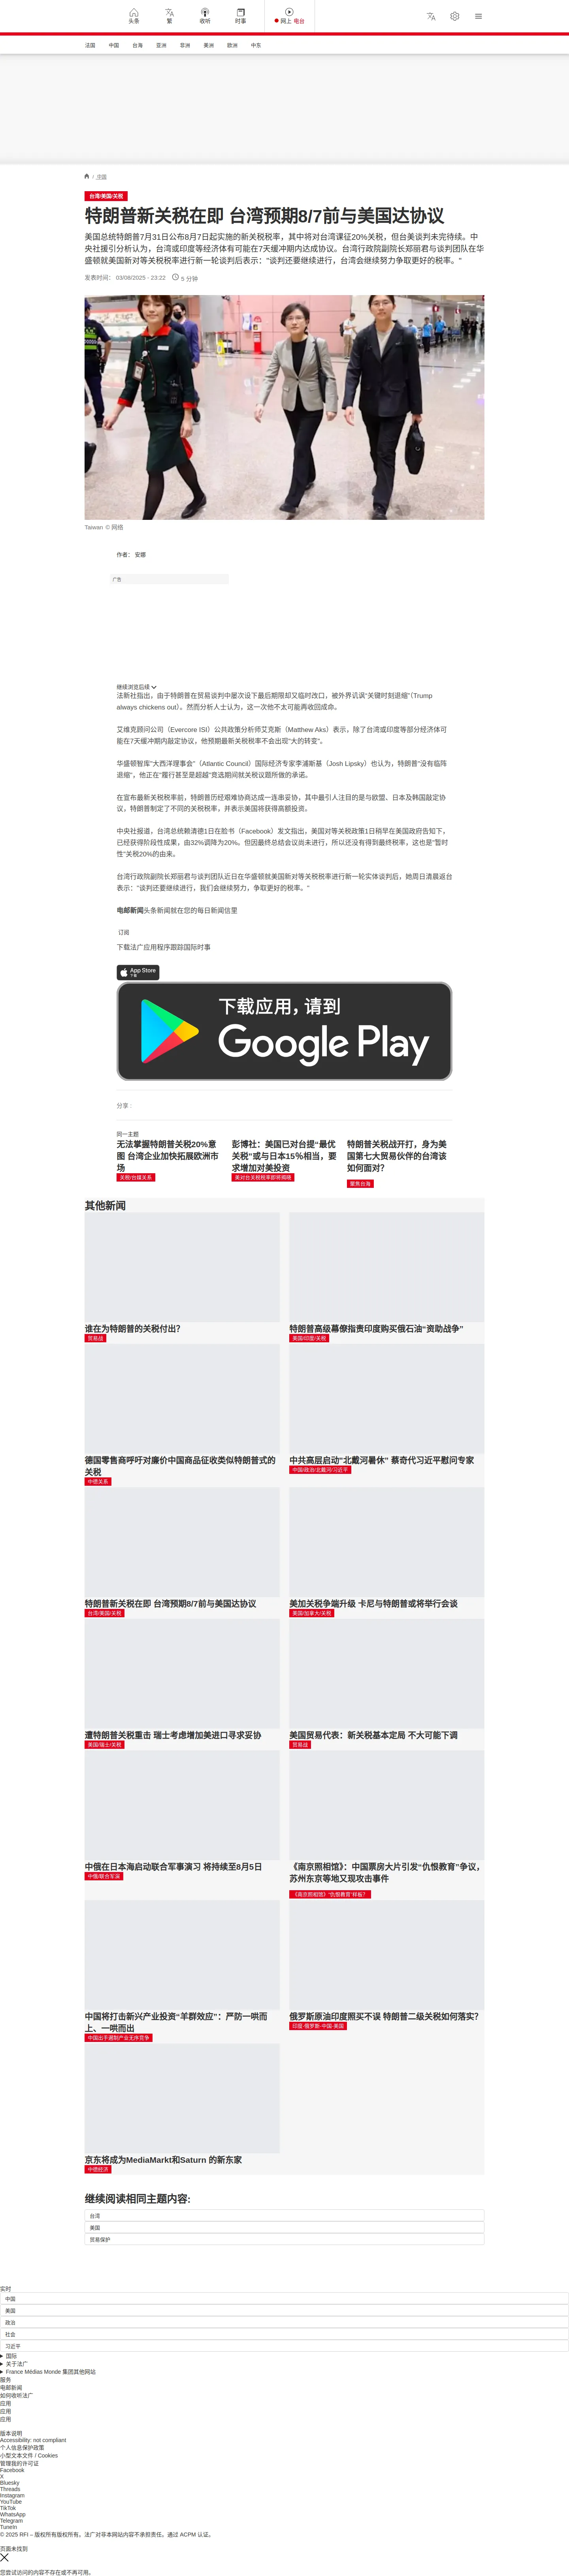 头条
繁
收听
时事
网上 电台
法国
中国
台海
亚洲
非洲
美洲
欧洲
中东
/ 中国
台湾/美国/关税
特朗普新关税在即 台湾预期8/7前与美国达协议
美国总统特朗普7月31日公布8月7日起实施的新关税税率，其中将对台湾课征20%关税，但台美谈判未完待续。中
央社援引分析认为，台湾或印度等经济体有可能在7天缓冲期内达成协议。台湾行政院副院长郑丽君与谈判团队在华
盛顿就美国新对等关税税率进行新一轮谈判后表示："谈判还要继续进行，台湾会继续努力争取更好的税率。"
发表时间： 03/08/2025 - 23:22
5 分钟
Taiwan © 网络
作者： 安娜
广告
继续浏览后续
法新社指出，由于特朗普在贸易谈判中屡次设下最后期限却又临时改口，被外界讥讽"关键时刻退缩"（Trump
always chickens out）。然而分析人士认为，这一次他不太可能再收回成命。
艾维克顾问公司（Evercore ISI）公共政策分析师艾克斯（Matthew Aks）表示，除了台湾或印度等部分经济体可
能在7天缓冲期内敲定协议，他预期最新关税税率不会出现"大的转变"。
华盛顿智库"大西洋理事会"（Atlantic Council）国际经济专家李浦斯基（Josh Lipsky）也认为，特朗普"没有临阵
退缩"，他正在"履行甚至是超越"竞选期间就关税议题所做的承诺。
在宣布最新关税税率前，特朗普历经艰难协商达成一连串妥协，其中最引人注目的是与欧盟、日本及韩国敲定协
议，特朗普制定了不同的关税税率，并表示美国将获得高额投资。
中央社报道，台湾总统赖清德1日在脸书（Facebook）发文指出，美国对等关税政策1日稍早在美国政府告知下，
已经获得阶段性成果，由32%调降为20%。但因最终总结会议尚未进行，所以还没有得到最终税率，这也是"暂时
性"关税20%的由来。
台湾行政院副院长郑丽君与谈判团队近日在华盛顿就美国新对等关税税率进行新一轮实体谈判后，她周日清晨返台
表示："谈判还要继续进行，我们会继续努力，争取更好的税率。"
电邮新闻头条新闻就在您的每日新闻信里
订阅
下载法广应用程序跟踪国际时事
App Store
下载
下载应用，请到
Google Play
分享 :
同一主题
无法掌握特朗普关税20%意
图 台湾企业加快拓展欧洲市
场
关税/台媒关系
彭博社：美国已对台提"最优
关税"或与日本15%相当，要
求增加对美投资
美对台关税税率即将揭晓
特朗普关税战开打，身为美
国第七大贸易伙伴的台湾该
如何面对?
聚焦台海
其他新闻
谁在为特朗普的关税付出?
贸易战
特朗普高级幕僚指责印度购买俄石油"资助战争"
美国/印度/关税
德国零售商呼吁对廉价中国商品征收类似特朗普式的
关税
中德关系
中共高层启动"北戴河暑休" 蔡奇代习近平慰问专家
中国/政治/北戴河/习近平
特朗普新关税在即 台湾预期8/7前与美国达协议
台湾/美国/关税
美加关税争端升级 卡尼与特朗普或将举行会谈
美国/加拿大/关税
遭特朗普关税重击 瑞士考虑增加美进口寻求妥协
美国/瑞士/关税
美国贸易代表：新关税基本定局 不大可能下调
贸易战
中俄在日本海启动联合军事演习 将持续至8月5日
中俄/联合军演
《南京照相馆》：中国票房大片引发"仇恨教育"争议，
苏州东京等地又现攻击事件
《南京照相馆》"仇恨教育"样板？
中国将打击新兴产业投资"羊群效应"：严防一哄而
上、一哄而出
中国出手遏制产业无序竞争
俄罗斯原油印度照买不误 特朗普二级关税如何落实?
印度-俄罗斯-中国-美国
京东将成为MediaMarkt和Saturn 的新东家
中德经济
继续阅读相同主题内容:
台湾
美国
贸易保护
实时
中国
美国
政治
社会
习近平
国际
关于法广
France Médias Monde 集团其他网站
服务
电邮新闻
如何收听法广
应用
应用
应用
版本说明
Accessibility: not compliant
个人信息保护政策
小型文本文件 / Cookies
管理我的许可证
Facebook
X
Bluesky
Threads
Instagram
YouTube
TikTok
WhatsApp
Telegram
TuneIn
© 2025 RFI – 版权所有版权所有。法广对非本网站内容不承担责任。通过 ACPM 认证。
页面未找到
您尝试访问的内容不存在或不再可用。